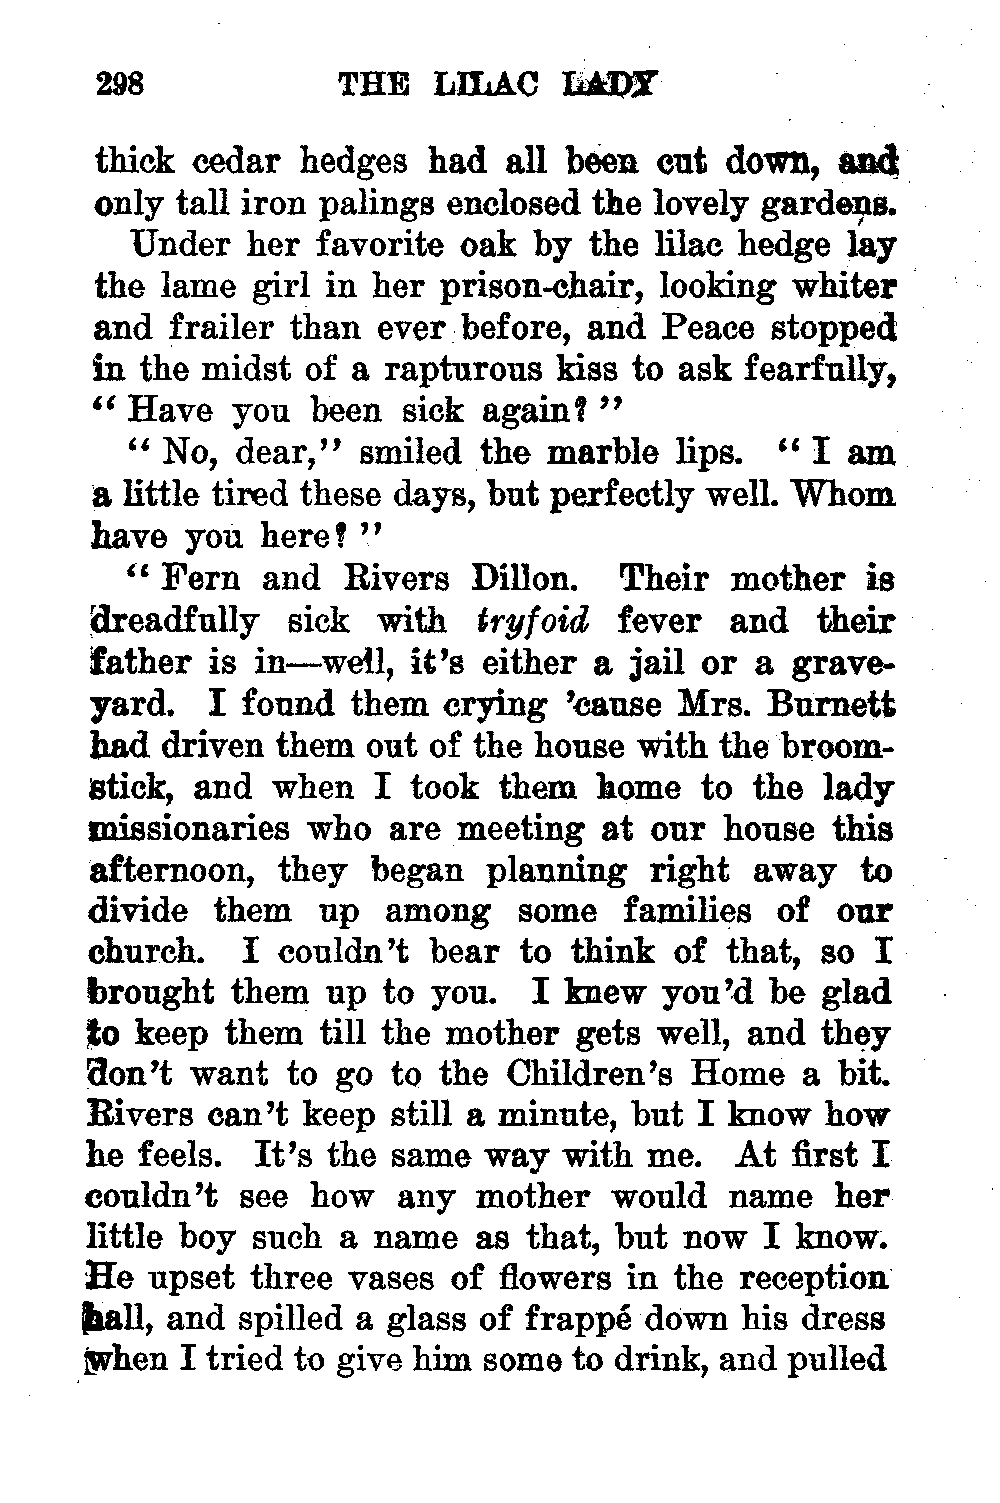 298 THE LILAC LADY
thick cedar hedges had all been cut down, and
only tall iron palings enclosed the lovely gardens.
Under her favorite oak by the lilac hedge lay
the lame girl in her prison-chair, looking whiter
and frailer than ever before, and Peace stopped
in the midst of a rapturous kiss to ask fearfully,
“ Have you been sick again? ”
“ No, dear,” smiled the marble lips. “ I am
a little tired these days, but perfectly well. Whom
have you here? ”
“ Fern and Rivers Dillon. Their mother is
dreadfully sick with tryfoid fever and their
father is in—well, it’s either a jail or a grave-
yard. I found them crying ’cause Mrs. Burnett
had driven them out of the house with the broom-
stick, and when I took them home to the lady
missionaries who are meeting at our house this
afternoon, they began planning right away to
divide them up among some families of our
church. I couldn’t bear to think of that, so I
brought them up to you. I knew you’d be glad
to keep them till the mother gets well, and they
don’t want to go to the Children’s Home a bit.
Rivers can’t keep still a minute, but I know how
he feels. It’s the same way with me. At first I
couldn’t see how any mother would name her
little boy such a name as that, but now I know.
He upset three vases of flowers in the reception
hall, and spilled a glass of frappé down his dress
when I tried to give him some to drink, and pulled